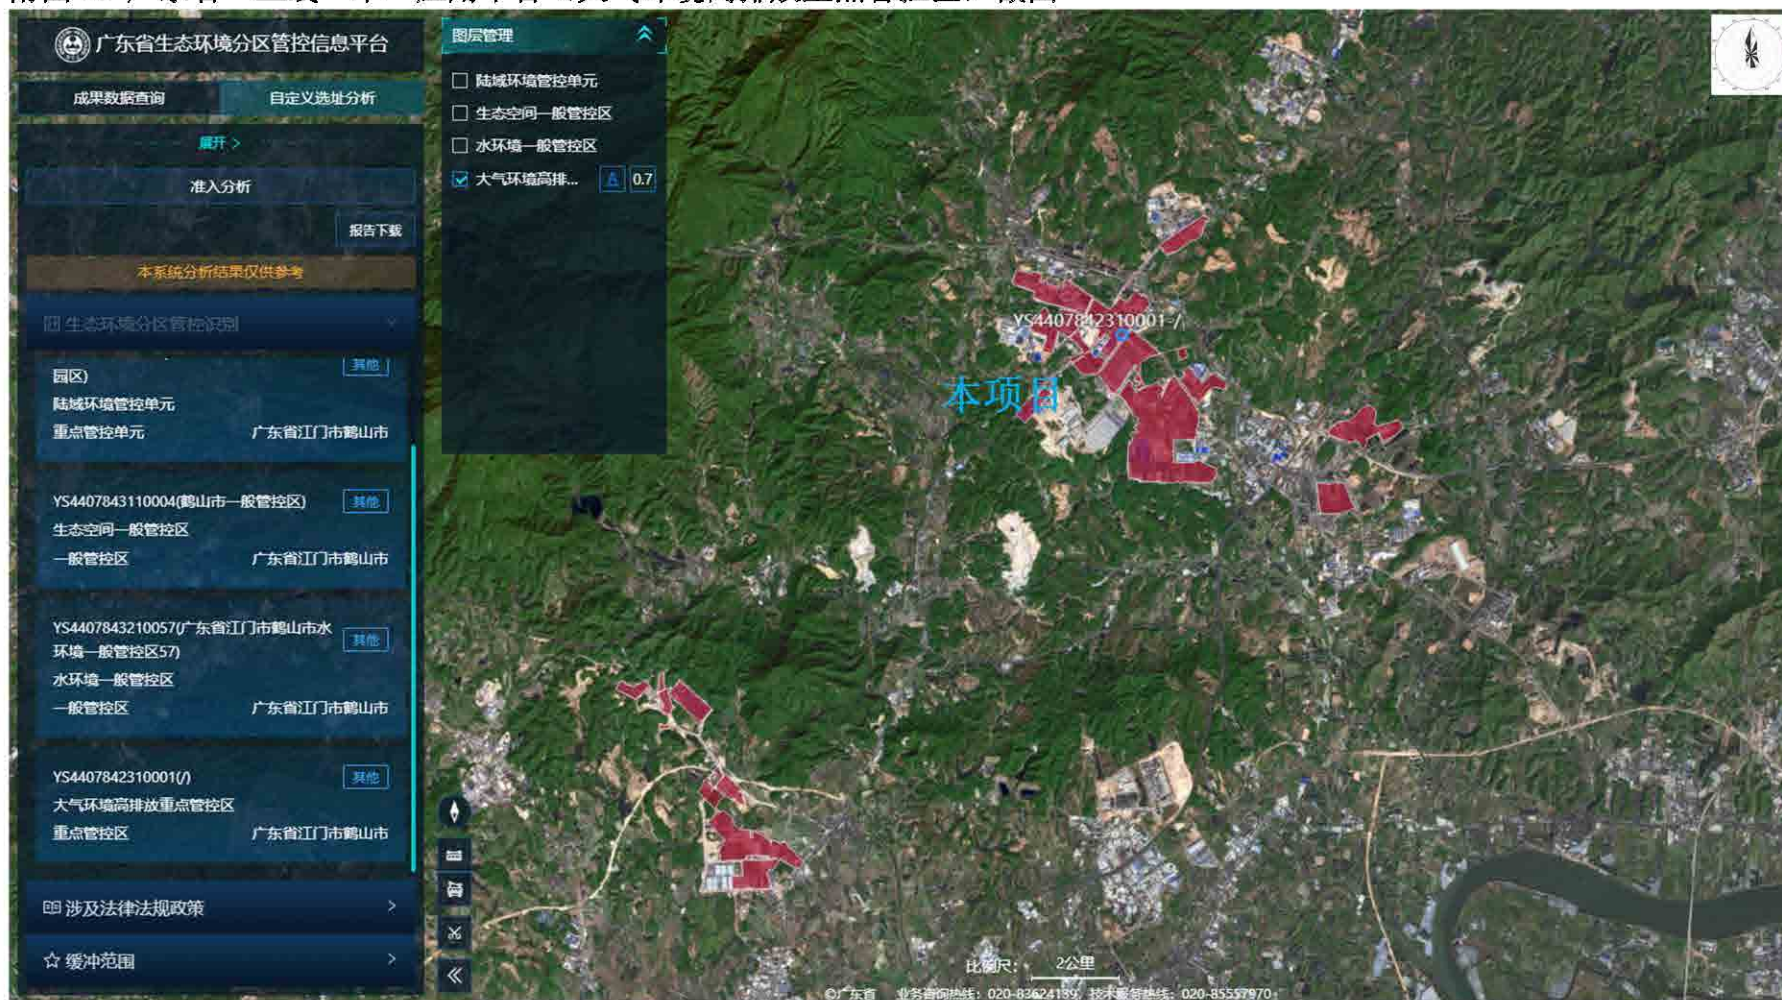 广东省生态环境分区管控信息平台
成果数据查询
自定义选址分析
展开 >
准入分析
报告下载
本系统分析结果仅供参考
生态环境分区管控识别
园区)
其他
陆域环境管控单元
重点管控单元
广东省江门市鹤山市
YS4407843110004(鹤山市一般管控区)
其他
生态空间一般管控区
一般管控区
广东省江门市鹤山市
YS4407843210057(广东省江门市鹤山市水
环境一般管控区57)
其他
水环境一般管控区
一般管控区
广东省江门市鹤山市
YS4407842310001(/)
其他
大气环境高排放重点管控区
重点管控区
广东省江门市鹤山市
涉及法律法规政策
缓冲范围
图层管理
陆域环境管控单元
生态空间一般管控区
水环境一般管控区
大气环境高排...
0.7
YS4407842310001-/
本项目
比例尺： 2公里
©广东省 业务咨询热线：020-83624139，技术服务热线：020-85557970